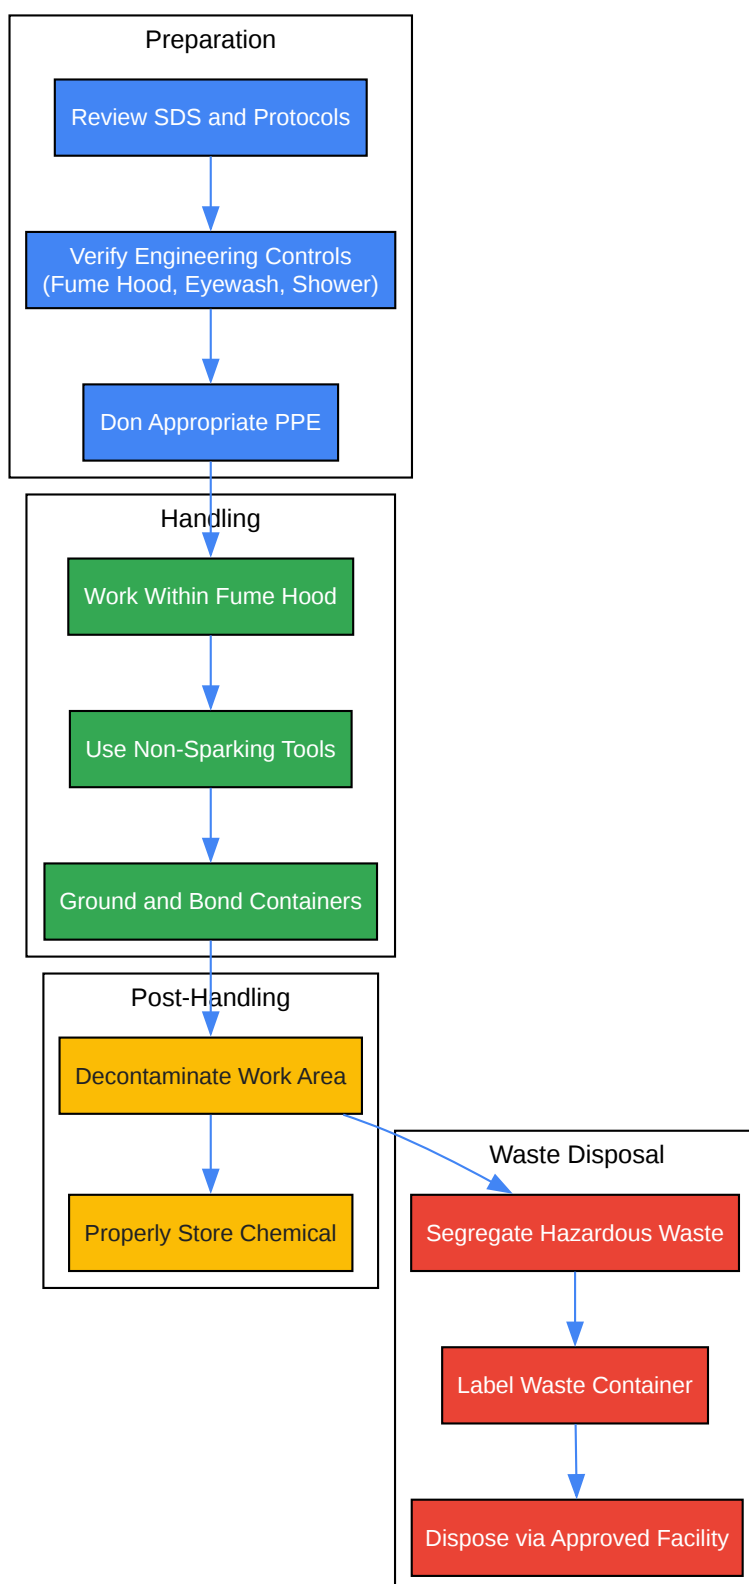 Preparation
Review SDS and Protocols
Verify Engineering Controls
(Fume Hood, Eyewash, Shower)
Don Appropriate PPE
Handling
Work Within Fume Hood
Use Non-Sparking Tools
Ground and Bond Containers
Post-Handling
Decontaminate Work Area
Properly Store Chemical
Waste Disposal
Segregate Hazardous Waste
Label Waste Container
Dispose via Approved Facility